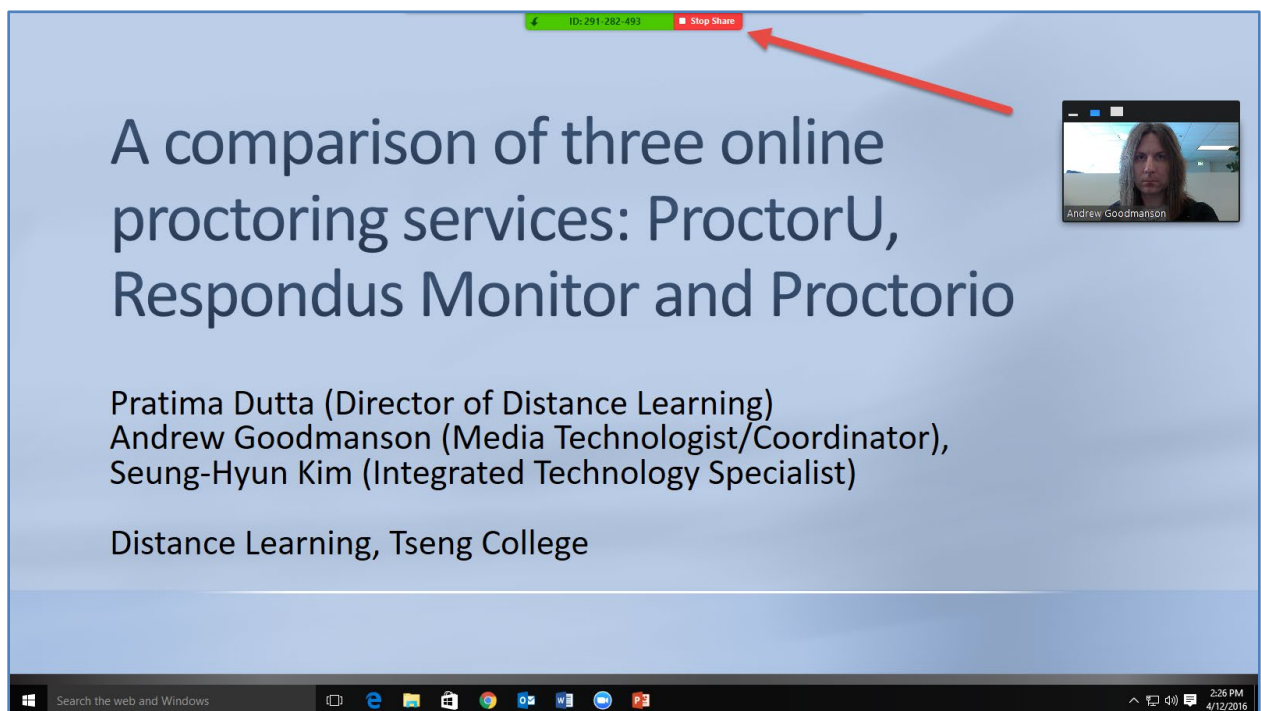 ID: 291-282-493 Stop Share
A comparison of three online
proctoring services: ProctorU,
Respondus Monitor and Proctorio
Andrew Goodmanson
Pratima Dutta (Director of Distance Learning)
Andrew Goodmanson (Media Technologist/Coordinator),
Seung-Hyun Kim (Integrated Technology Specialist)
Distance Learning, Tseng College
Search the web and Windows
2:26 PM
4/12/2016